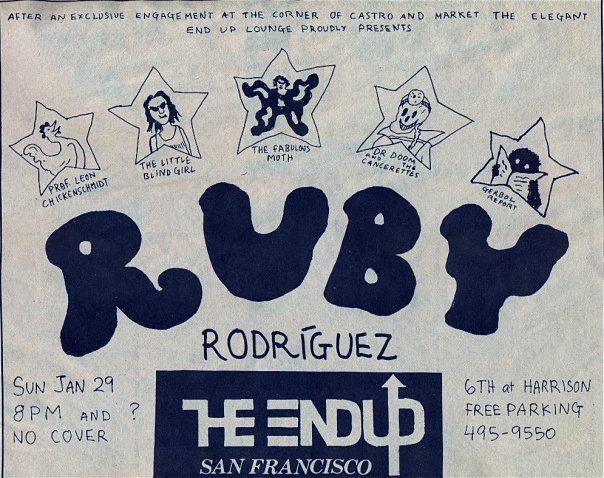 AFTER AN EXCLUSIVE ENGAGEMENT AT THE CORNER OF CASTRO AND MARKET THE ELEGANT
END UP LOUNGE PROUDLY PRESENTS
PROF. LEON
CHICKENSCHMIDT
THE LITTLE
BLIND GIRL
THE FABULOUS
MOTH
DR DOOM
AND THE
CANCERETTES
GERBOL
REPORT
RUBY
RODRÍGUEZ
SUN JAN 29
8PM AND ?
NO COVER
THE ENDUP
SAN FRANCISCO
6TH at HARRISON
FREE PARKING
495-9550